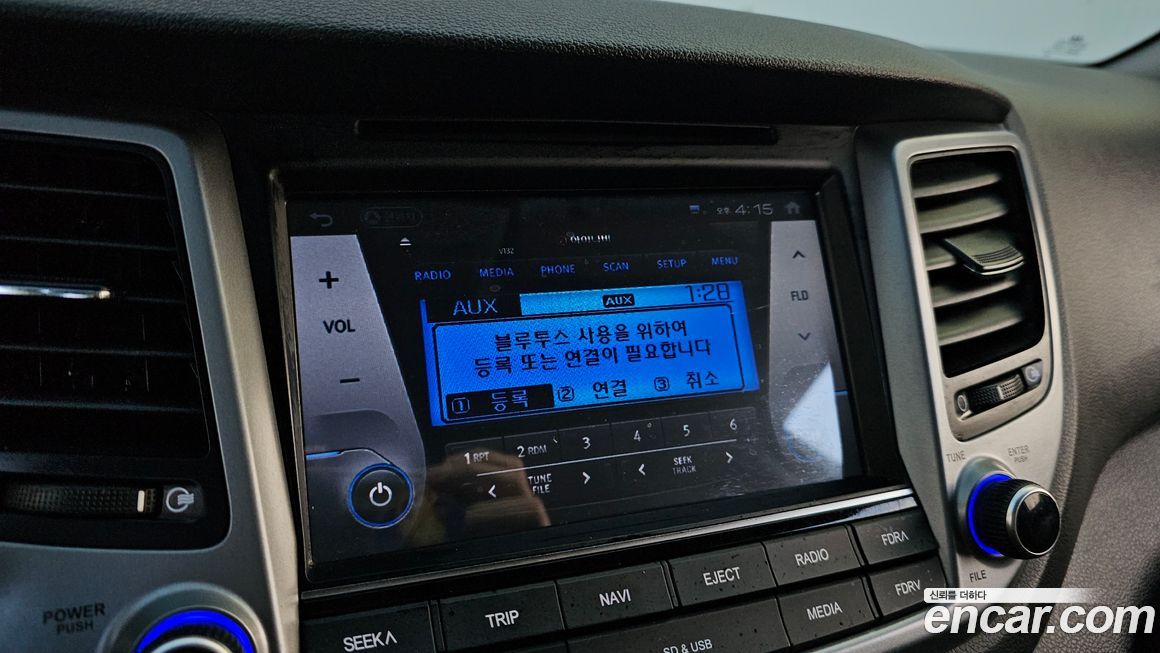 오후 4:15
V132
RADIO MEDIA PHONE SCAN SETUP MENU
AUX AUX 1:28
블루투스 사용을 위하여
등록 또는 연결이 필요합니다
1 등록 2 연결 3 취소
+
VOL
−
FLD
1 RPT 2 RDM 3 4 5 6
< TUNE FILE > < SEEK TRACK >
TUNE
ENTER
PUSH
FILE
POWER
PUSH
SEEK∧ TRIP NAVI EJECT RADIO FDR∧
SD & USB MEDIA FDR∨
신뢰를 더하다
encar.com